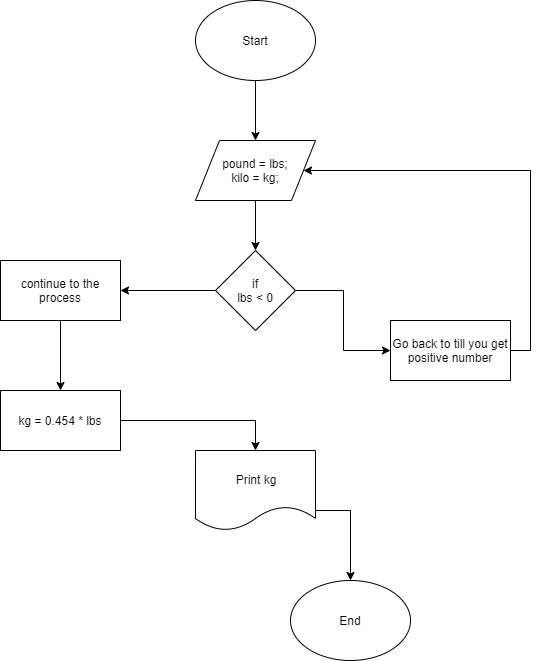 Start
pound = lbs;
kilo = kg;
if
lbs < 0
continue to the
process
Go back to till you get
positive number
kg = 0.454 * lbs
Print kg
End